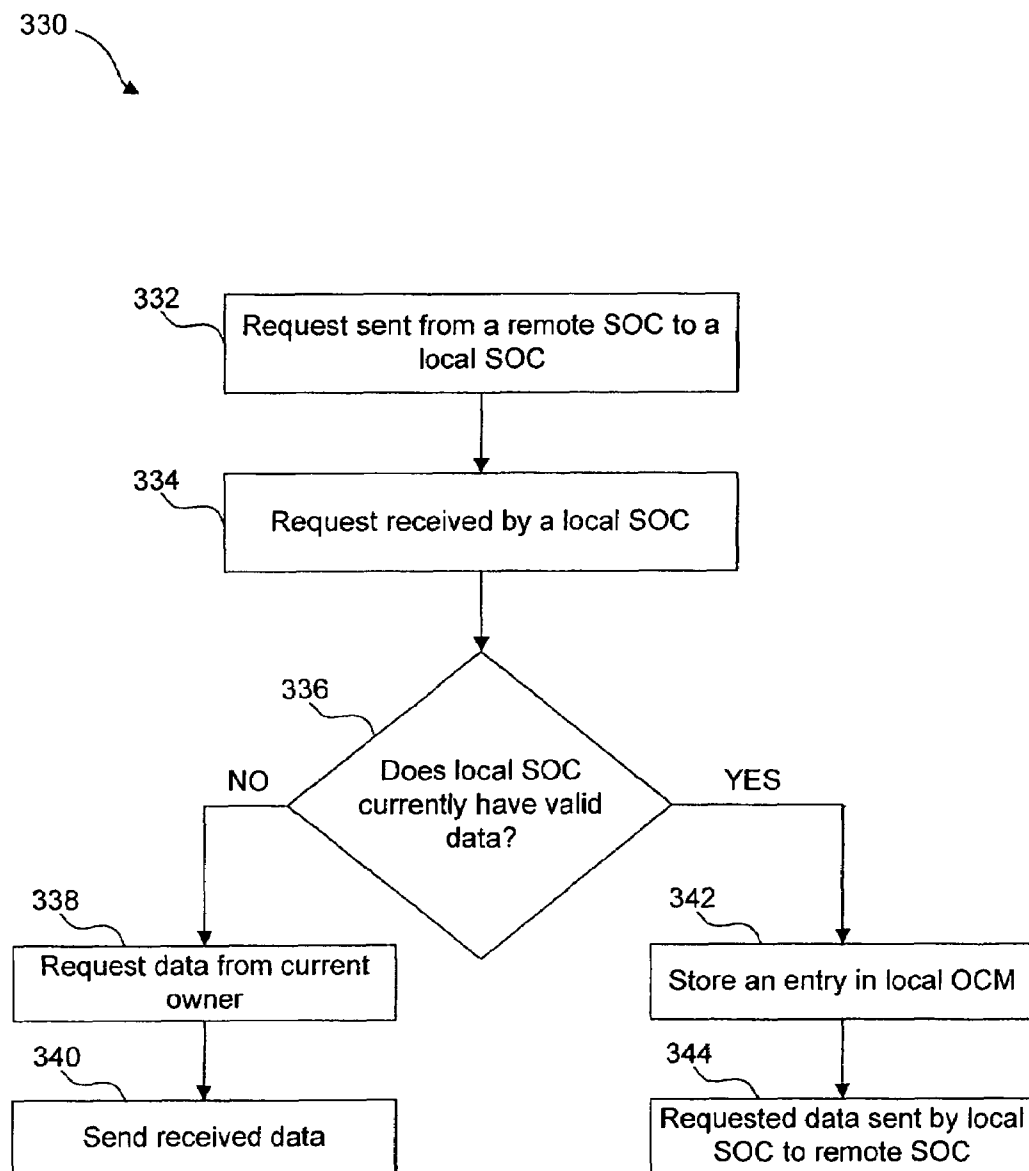 330
332
Request sent from a remote SOC to a
local SOC
334
Request received by a local SOC
336
Does local SOC
currently have valid
data?
NO
YES
338
Request data from current
owner
342
Store an entry in local OCM
340
Send received data
344
Requested data sent by local
SOC to remote SOC